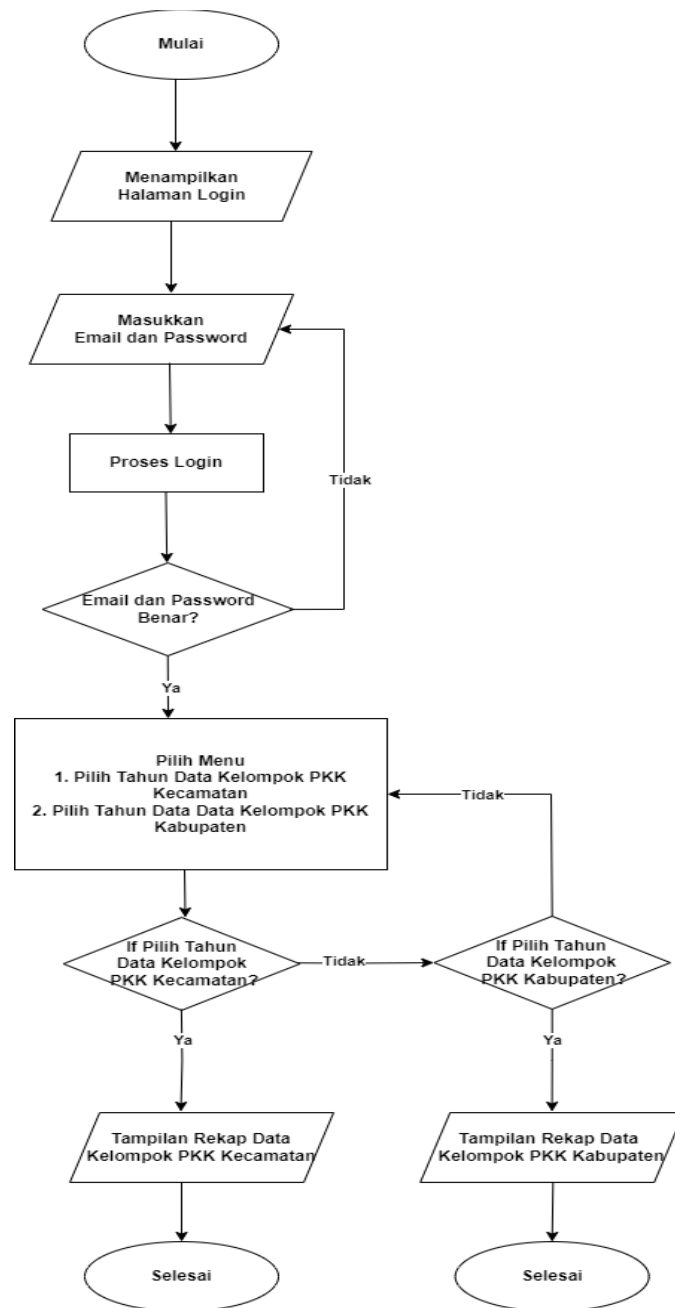 Mulai
Menampilkan
Halaman Login
Masukkan
Email dan Password
Proses Login
Tidak
Email dan Password
Benar?
Ya
Pilih Menu
1. Pilih Tahun Data Kelompok PKK
Kecamatan
2. Pilih Tahun Data Data Kelompok PKK
Kabupaten
Tidak
If Pilih Tahun
Data Kelompok
PKK Kecamatan?
Tidak
If Pilih Tahun
Data Kelompok
PKK Kabupaten?
Ya
Ya
Tampilan Rekap Data
Kelompok PKK Kecamatan
Tampilan Rekap Data
Kelompok PKK Kabupaten
Selesai
Selesai